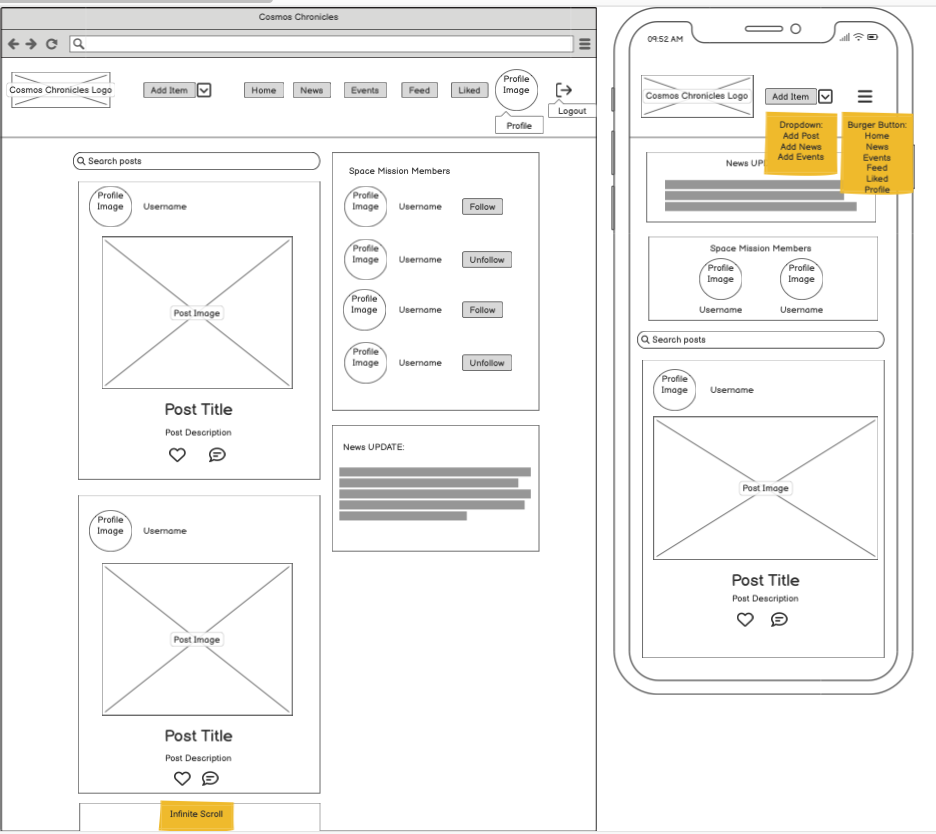 Cosmos Chronicles
Cosmos Chronicles Logo
Add Item
Home
News
Events
Feed
Liked
Profile
Image
Logout
Profile
Search posts
Profile
Image
Username
Post Image
Post Title
Post Description
Profile
Image
Username
Post Image
Post Title
Post Description
Infinite Scroll
Space Mission Members
Profile
Image
Username
Follow
Profile
Image
Username
Unfollow
Profile
Image
Username
Follow
Profile
Image
Username
Unfollow
News UPDATE:
09:52 AM
Cosmos Chronicles Logo
Add Item
Dropdown:
Add Post
Add News
Add Events
Burger Button:
Home
News
Events
Feed
Liked
Profile
News UP
Space Mission Members
Profile
Image
Username
Profile
Image
Username
Search posts
Profile
Image
Username
Post Image
Post Title
Post Description